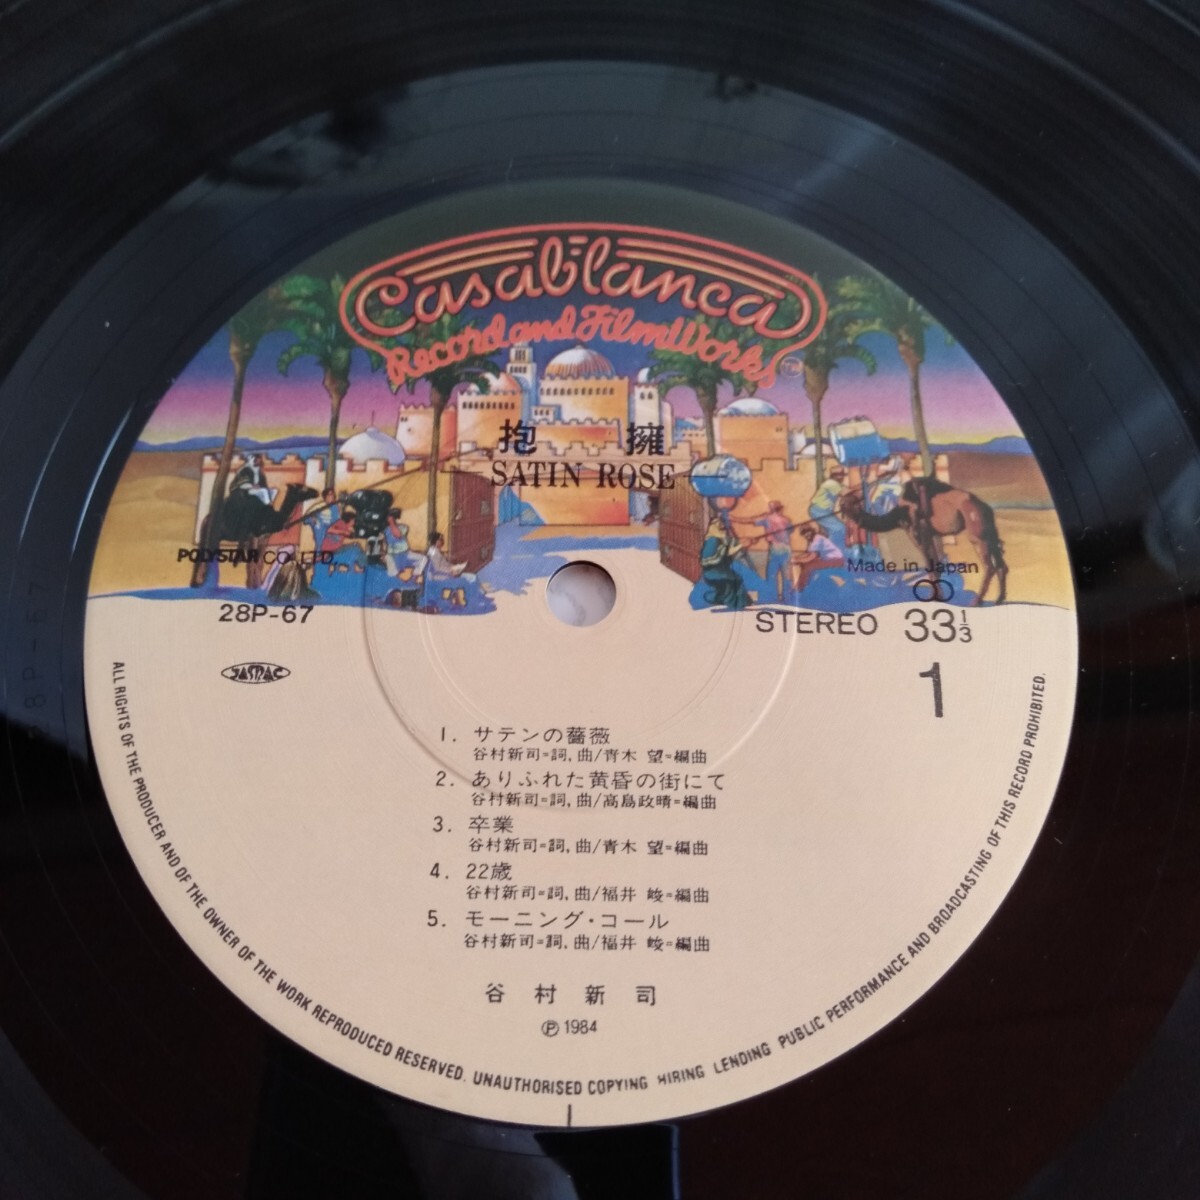 Casablanca
Record and FilmWorks
TM
抱擁
SATIN ROSE
POLYSTAR CO., LTD.
Made in Japan
28P-67
STEREO 33 1/3
JASRAC
1
1. サテンの薔薇
谷村新司=詞,曲/青木 望=編曲
2. ありふれた黄昏の街にて
谷村新司=詞,曲/高島政晴=編曲
3. 卒業
谷村新司=詞,曲/青木 望=編曲
4. 22歳
谷村新司=詞,曲/福井 峻=編曲
5. モーニング・コール
谷村新司=詞,曲/福井 峻=編曲
谷村新司
Ⓟ1984
ALL RIGHTS OF THE PRODUCER AND OF THE OWNER OF THE WORK REPRODUCED RESERVED. UNAUTHORISED COPYING HIRING LENDING PUBLIC PERFORMANCE AND BROADCASTING OF THIS RECORD PROHIBITED.
28P-67